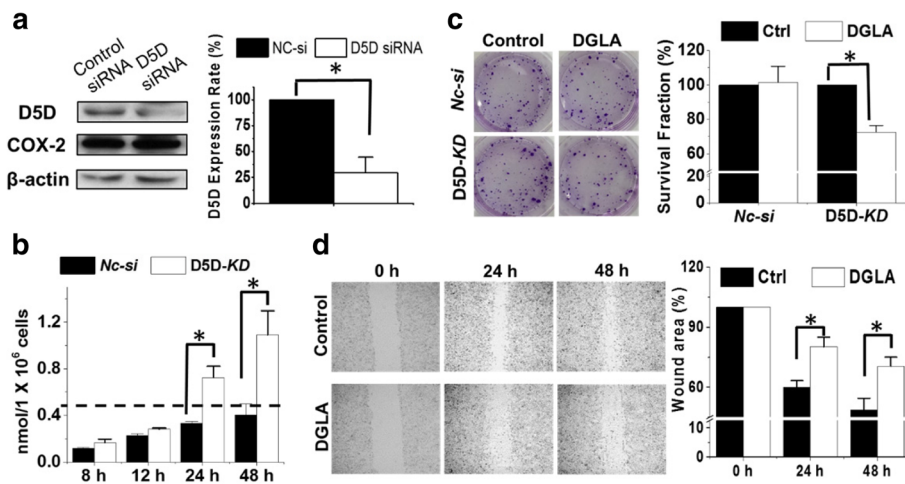 a
Control siRNA
D5D siRNA
D5D
COX-2
β-actin
NC-si
D5D siRNA
*
D5D Expression Rate (%)
100
75
50
25
0
c
Control
DGLA
Nc-si
D5D-KD
Ctrl
DGLA
*
Survival Fraction (%)
120
100
80
60
20
0
Nc-si
D5D-KD
b
Nc-si
D5D-KD
*
*
nmol/1 X 10⁶ cells
1.2
0.8
0.4
0.0
8 h
12 h
24 h
48 h
d
0 h
24 h
48 h
Control
DGLA
Ctrl
DGLA
*
*
Wound area (%)
120
90
60
10
0
0 h
24 h
48 h